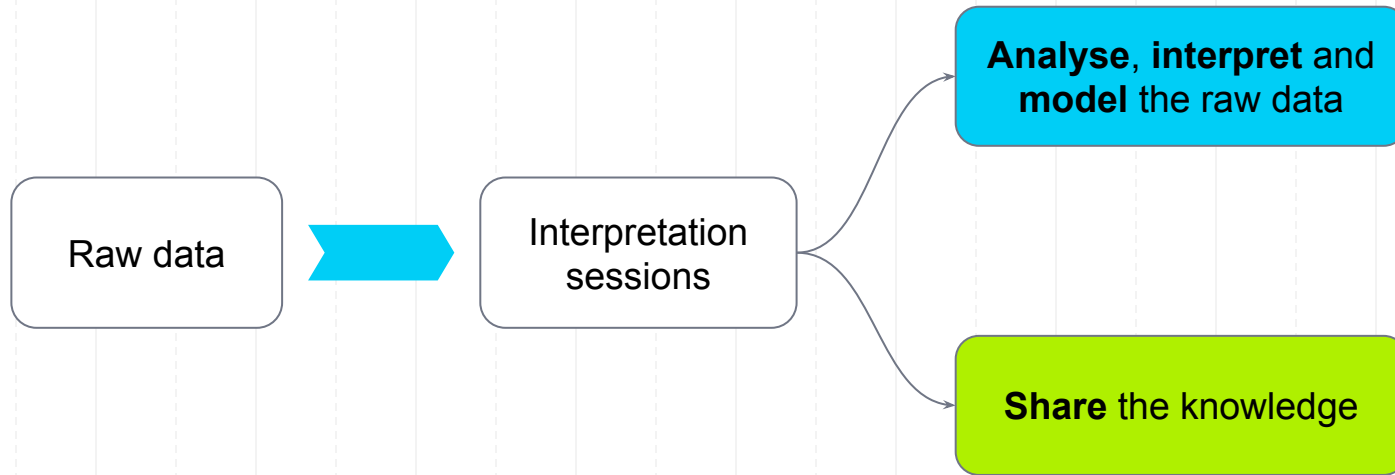 Raw data
Interpretation
sessions
Analyse, interpret and
model the raw data
Share the knowledge